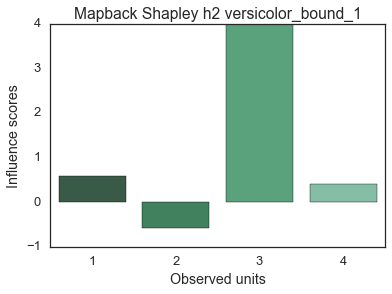 Mapback Shapley h2 versicolor_bound_1
4
3
2
1
0
−1
Influence scores
1 2 3 4
Observed units